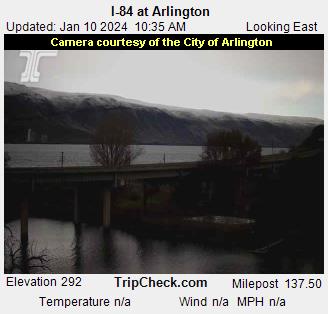 I-84 at Arlington
Updated: Jan 10 2024 10:35 AM Looking East
Camera courtesy of the City of Arlington
Elevation 292 TripCheck.com Milepost 137.50
Temperature n/a Wind n/a MPH n/a